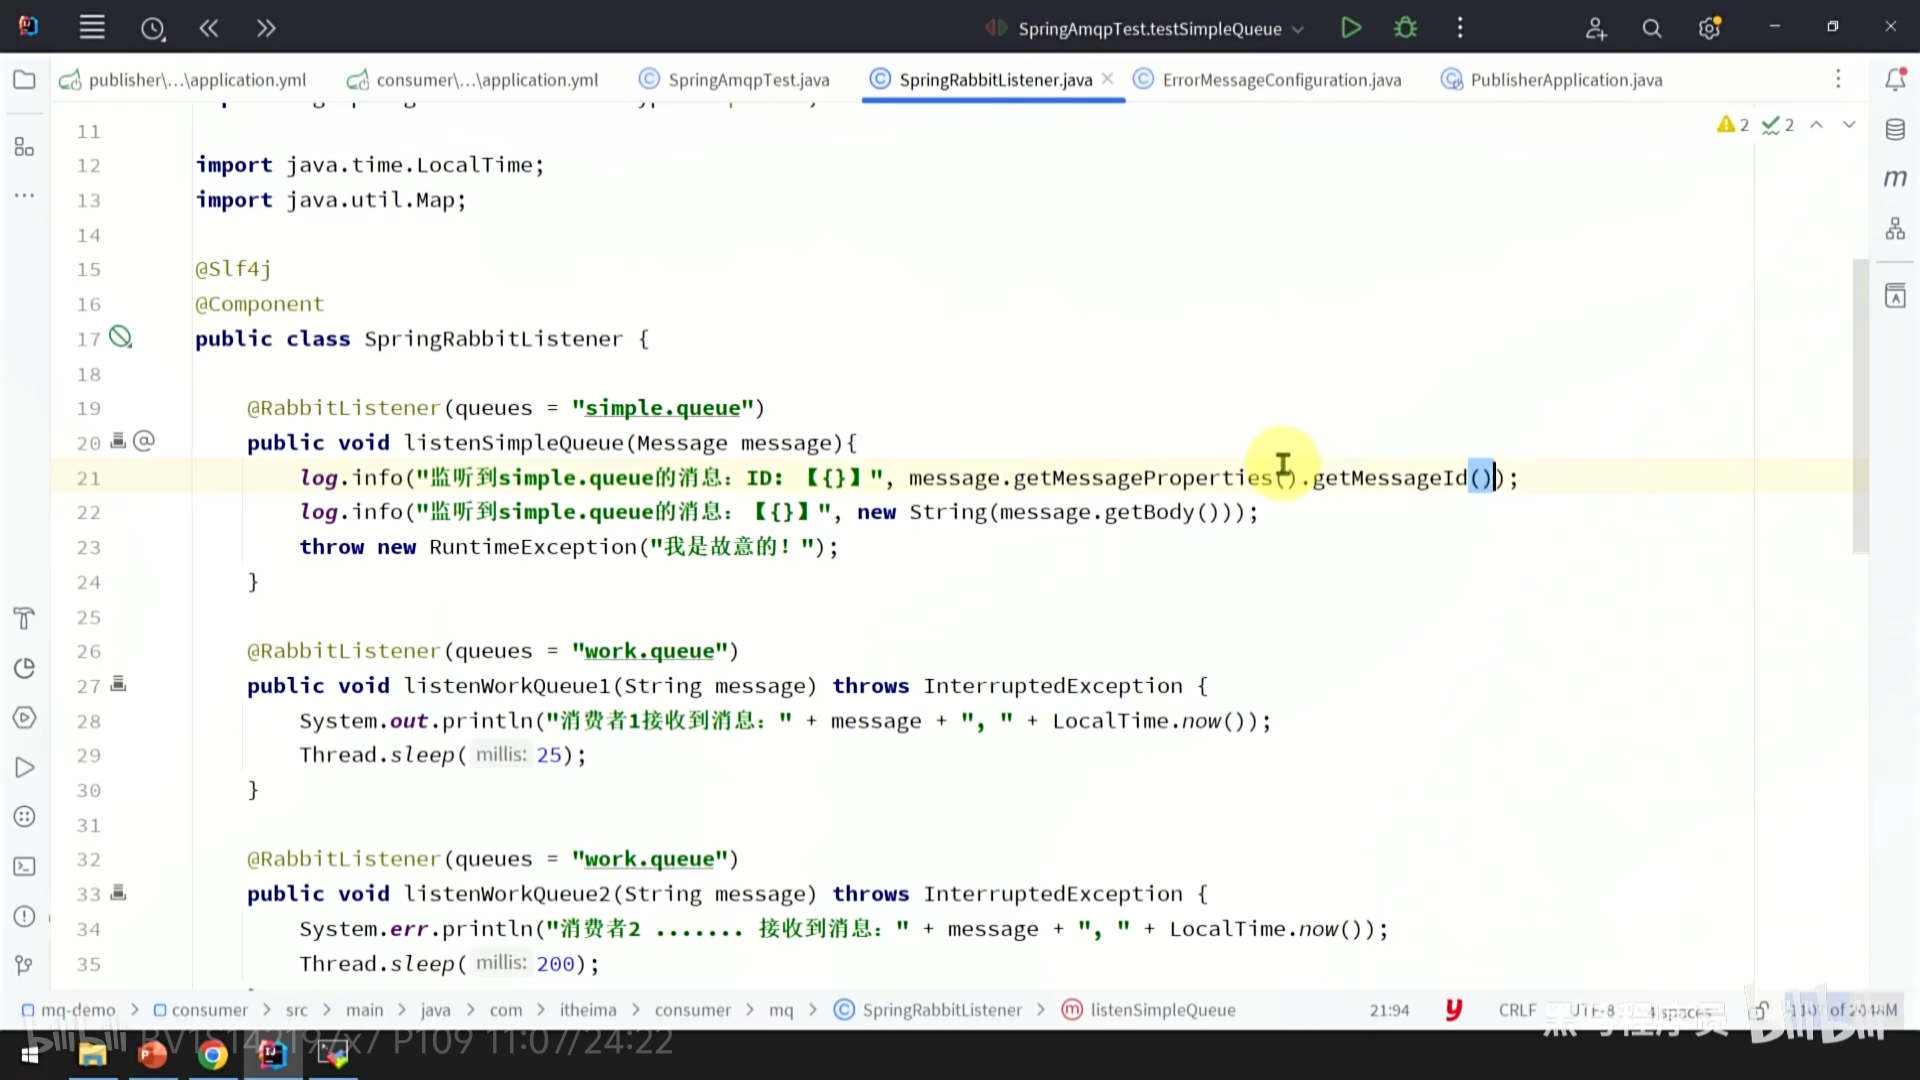 SpringAmqpTest.testSimpleQueue
publisher\...\application.yml
consumer\...\application.yml
SpringAmqpTest.java
SpringRabbitListener.java
ErrorMessageConfiguration.java
PublisherApplication.java
2
2
11
12 import java.time.LocalTime;
13 import java.util.Map;
14
15 @Slf4j
16 @Component
17 public class SpringRabbitListener {
18
19 @RabbitListener(queues = "simple.queue")
20 public void listenSimpleQueue(Message message){
21 log.info("监听到simple.queue的消息：ID: 【{}】", message.getMessageProperties().getMessageId());
22 log.info("监听到simple.queue的消息：【{}】", new String(message.getBody()));
23 throw new RuntimeException("我是故意的！");
24 }
25
26 @RabbitListener(queues = "work.queue")
27 public void listenWorkQueue1(String message) throws InterruptedException {
28 System.out.println("消费者1接收到消息：" + message + ", " + LocalTime.now());
29 Thread.sleep( millis: 25);
30 }
31
32 @RabbitListener(queues = "work.queue")
33 public void listenWorkQueue2(String message) throws InterruptedException {
34 System.err.println("消费者2 ....... 接收到消息：" + message + ", " + LocalTime.now());
35 Thread.sleep( millis: 200);
mq-demo > consumer > src > main > java > com > itheima > consumer > mq > SpringRabbitListener > listenSimpleQueue
21:94
CRLF
UTF-8
4 spaces
黑马程序员
bilibili
bilibili
P109 11:07/24:22